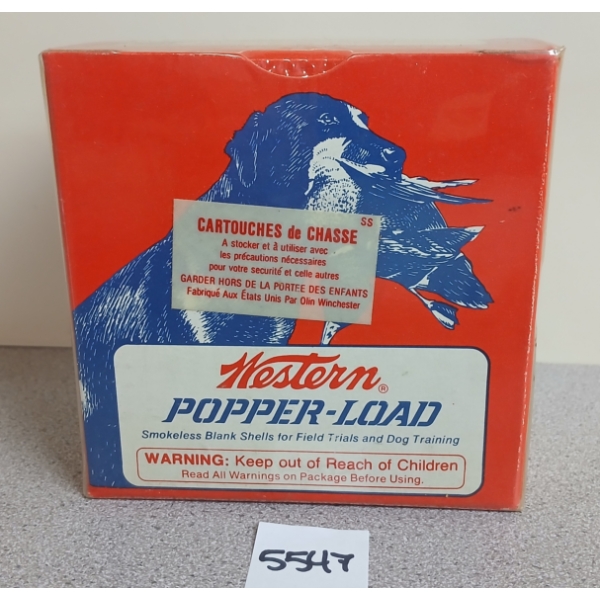 SS
CARTOUCHES de CHASSE
A stocker et à utiliser avec
les précautions nécessaires
pour votre securité et celle autres
GARDER HORS DE LA PORTÉE DES ENFANTS
Fabriqué Aux États Unis Par Olin Winchester
Western®
POPPER-LOAD
Smokeless Blank Shells for Field Trials and Dog Training
WARNING: Keep out of Reach of Children
Read All Warnings on Package Before Using.
5547